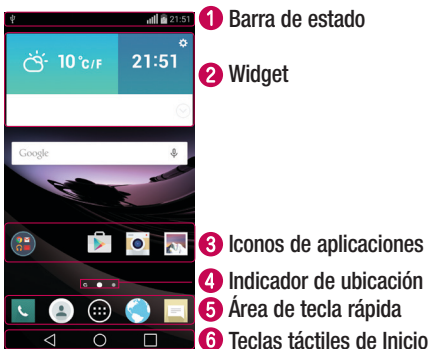 21:51
1 Barra de estado
10°C/F 21:51
2 Widget
Google
3 Iconos de aplicaciones
4 Indicador de ubicación
5 Área de tecla rápida
6 Teclas táctiles de Inicio